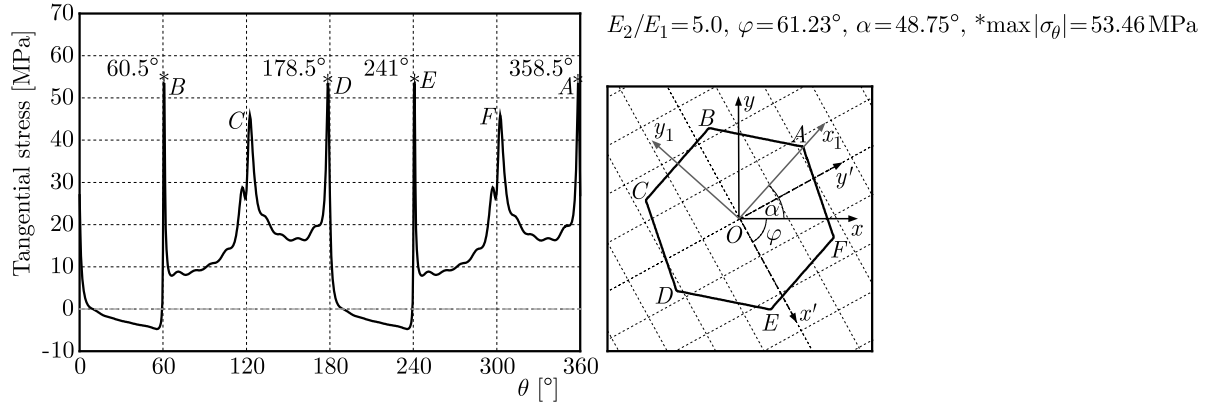 E₂/E₁=5.0, φ=61.23°, α=48.75°, *max|σ_θ|=53.46 MPa
Tangential stress [MPa]
70
60
50
40
30
20
10
0
-10
60.5°
* B
C
178.5°
* D
241°
* E
F
358.5°
A *
0
60
120
180
240
300
360
θ [°]
y
B
A
x₁
y₁
y′
C
α
O
φ
x
F
D
E
x′